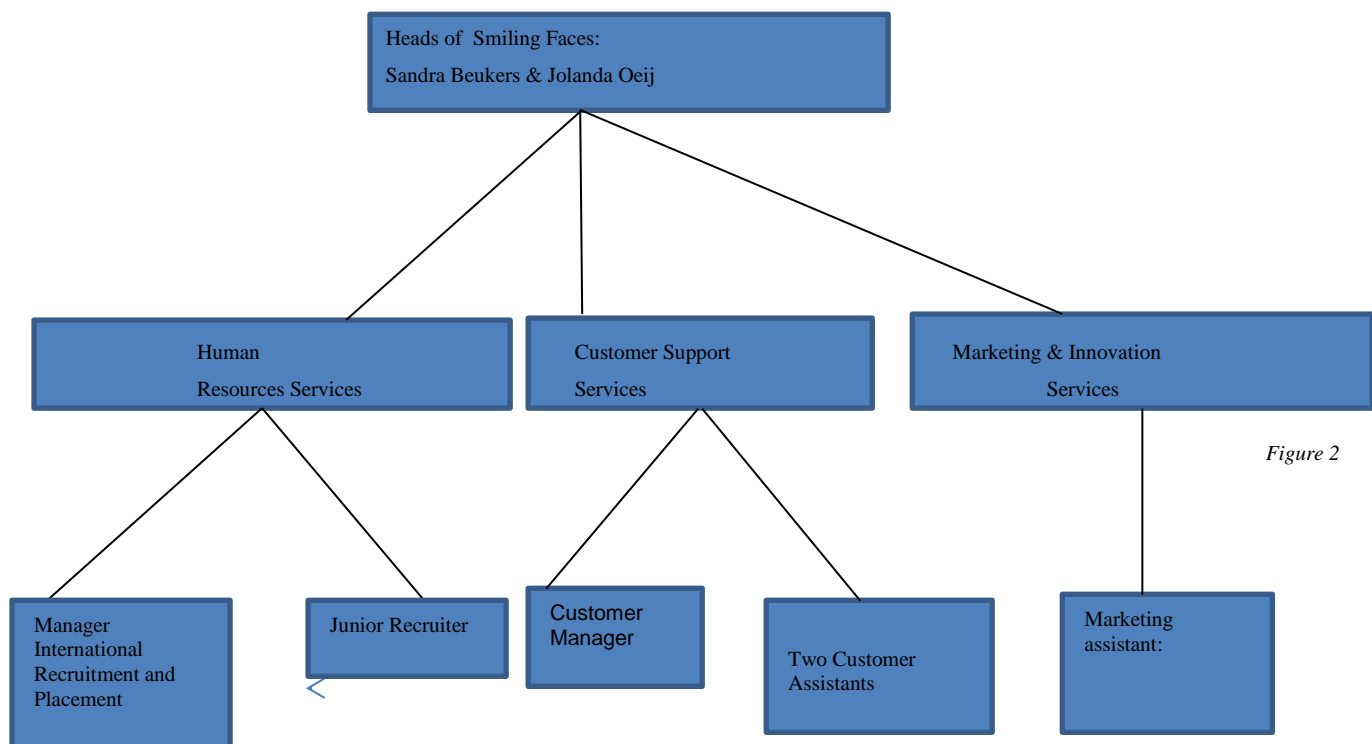 Heads of Smiling Faces:
Sandra Beukers & Jolanda Oeij
Human
Resources Services
Customer Support
Services
Marketing & Innovation
Services
Figure 2
Manager
International
Recruitment and
Placement
Junior Recruiter
Customer
Manager
Two Customer
Assistants
Marketing
assistant: